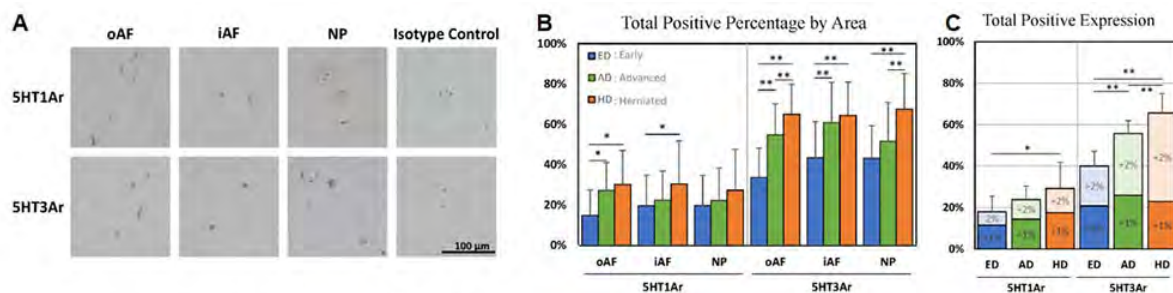 A
oAF iAF NP Isotype Control
5HT1Ar
5HT3Ar
100 µm
B Total Positive Percentage by Area
100%
80%
60%
40%
20%
0%
ED : Early
AD : Advanced
HD : Herniated
* * * ** ** ** ** ** ** **
oAF iAF NP oAF iAF NP
5HT1Ar 5HT3Ar
C Total Positive Expression
100%
80%
60%
40%
20%
0%
* ** ** **
+2% +2% +2% +2% +2%
+1% +1% +1% +1%
ED AD HD ED AD HD
5HT1Ar 5HT3Ar